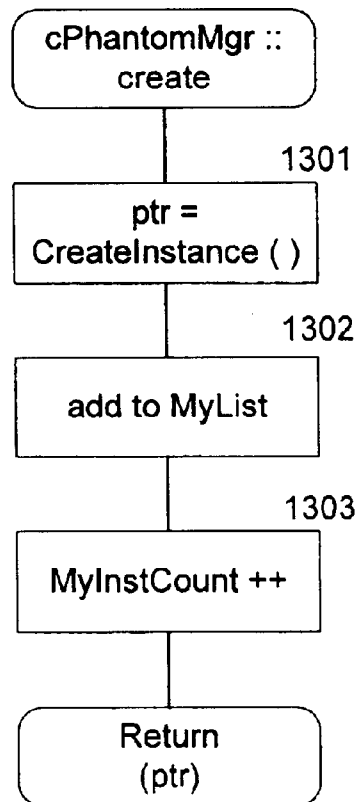 cPhantomMgr ::
create
1301
ptr =
CreateInstance ( )
1302
add to MyList
1303
MyInstCount ++
Return
(ptr)